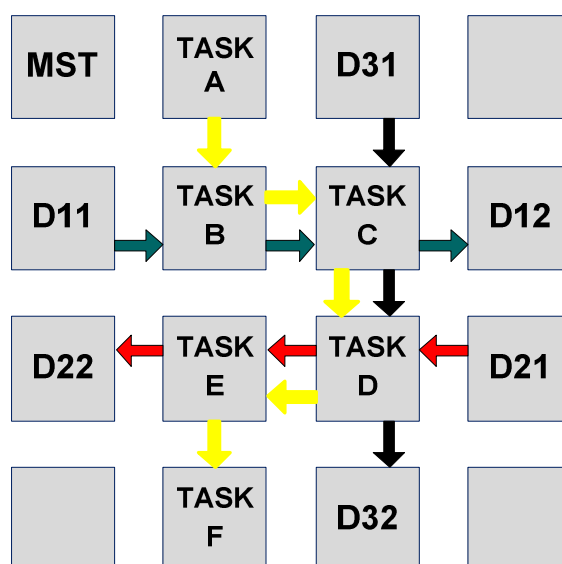 MST
TASK
A
D31
D11
TASK
B
TASK
C
D12
D22
TASK
E
TASK
D
D21
TASK
F
D32